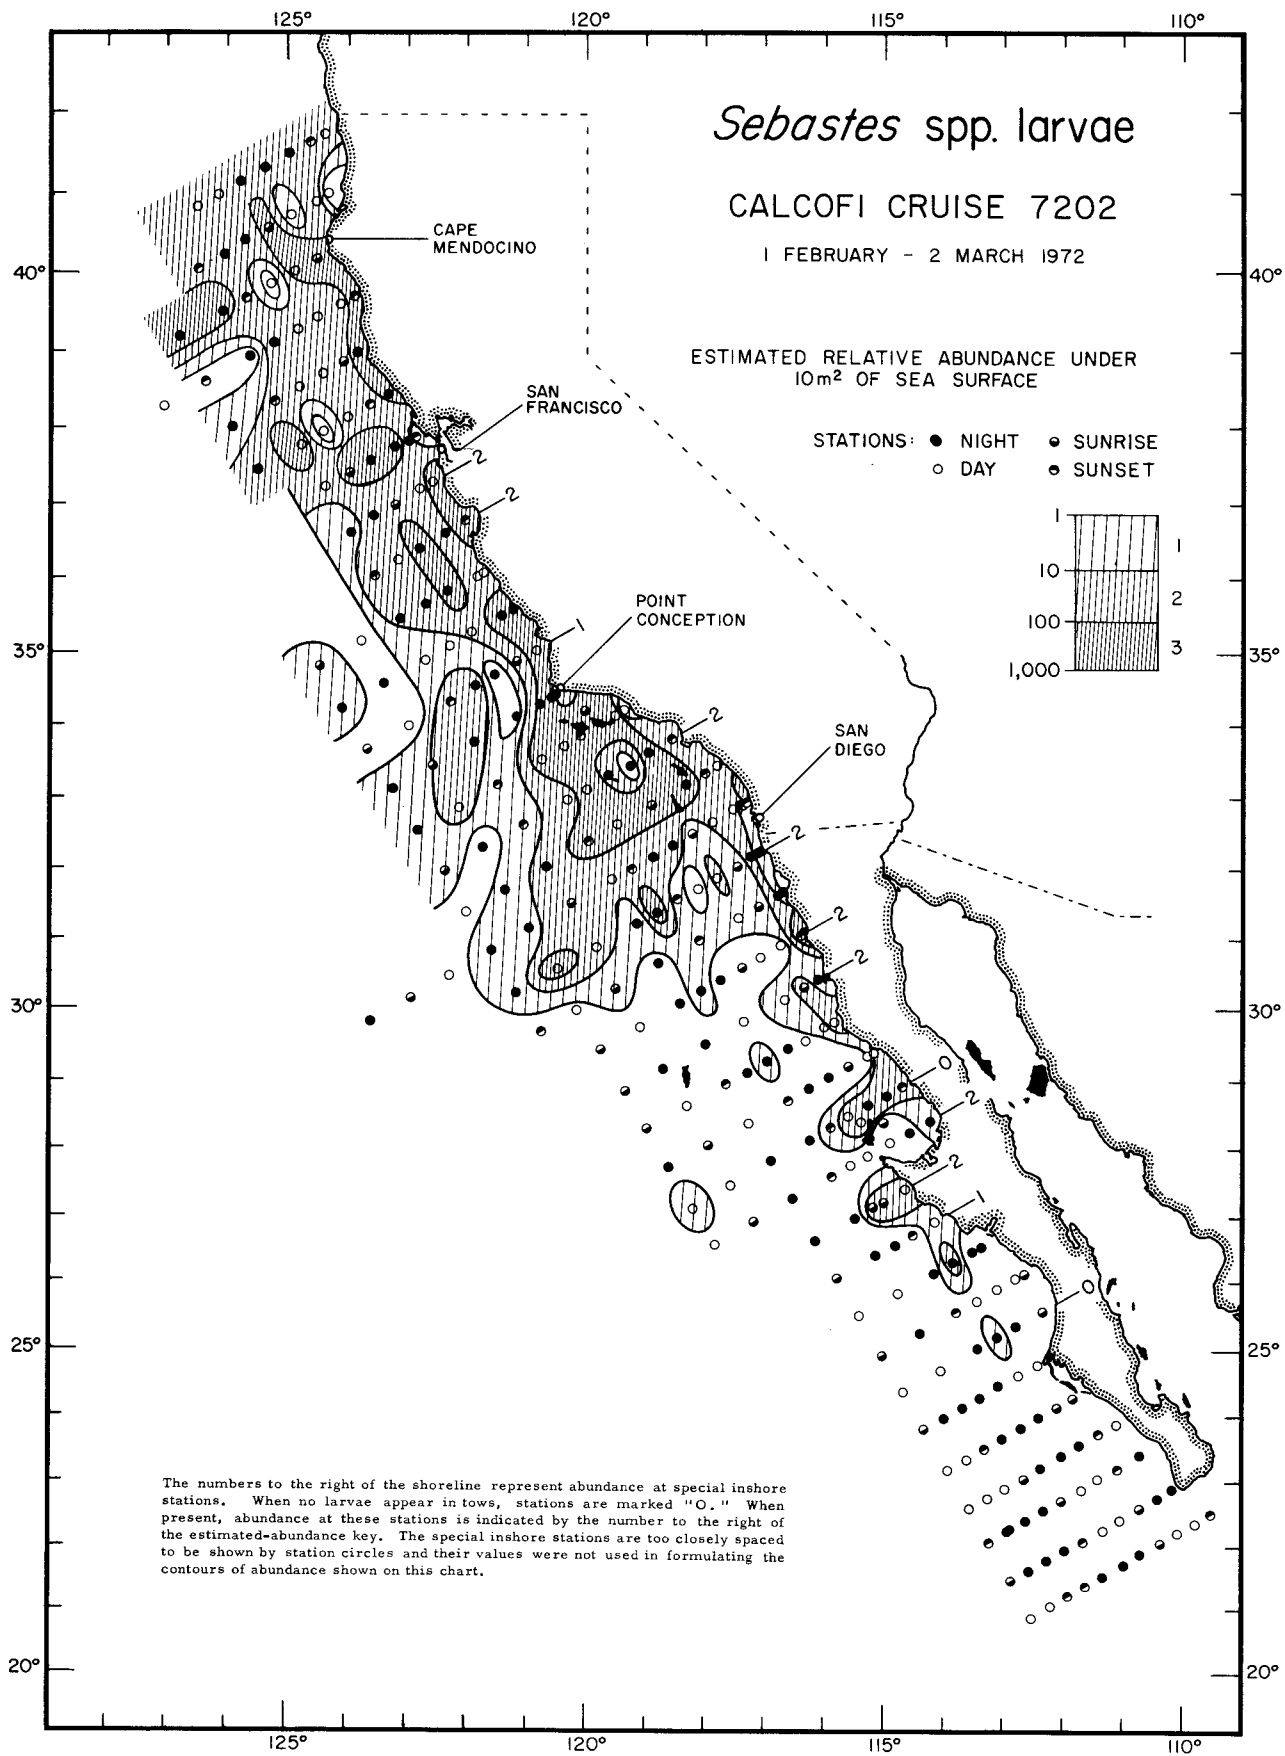 125°
120°
115°
110°
Sebastes spp. larvae
CALCOFI CRUISE 7202
1 FEBRUARY - 2 MARCH 1972
CAPE
MENDOCINO
40°
40°
ESTIMATED RELATIVE ABUNDANCE UNDER
10m² OF SEA SURFACE
SAN
FRANCISCO
STATIONS: ● NIGHT SUNRISE
○ DAY SUNSET
2
2
1
10
100
1,000
1
2
3
POINT
CONCEPTION
1
35°
35°
2
SAN
DIEGO
2
2
2
30°
30°
0
2
2
1
0
25°
25°
The numbers to the right of the shoreline represent abundance at special inshore
stations. When no larvae appear in tows, stations are marked "O." When
present, abundance at these stations is indicated by the number to the right of
the estimated-abundance key. The special inshore stations are too closely spaced
to be shown by station circles and their values were not used in formulating the
contours of abundance shown on this chart.
20°
20°
125°
120°
115°
110°